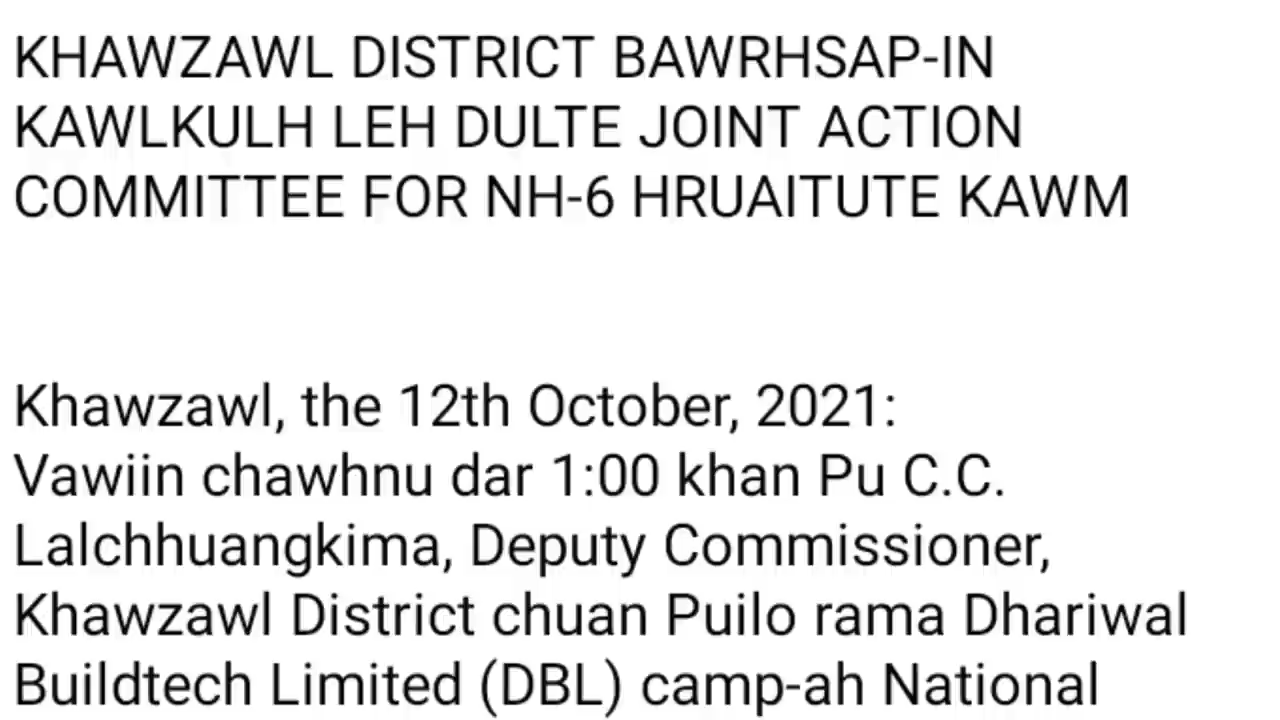 KHAWZAWL DISTRICT BAWRHSAP-IN
KAWLKULH LEH DULTE JOINT ACTION
COMMITTEE FOR NH-6 HRUAITUTE KAWM
Khawzawl, the 12th October, 2021:
Vawiin chawhnu dar 1:00 khan Pu C.C.
Lalchhuangkima, Deputy Commissioner,
Khawzawl District chuan Puilo rama Dhariwal
Buildtech Limited (DBL) camp-ah National